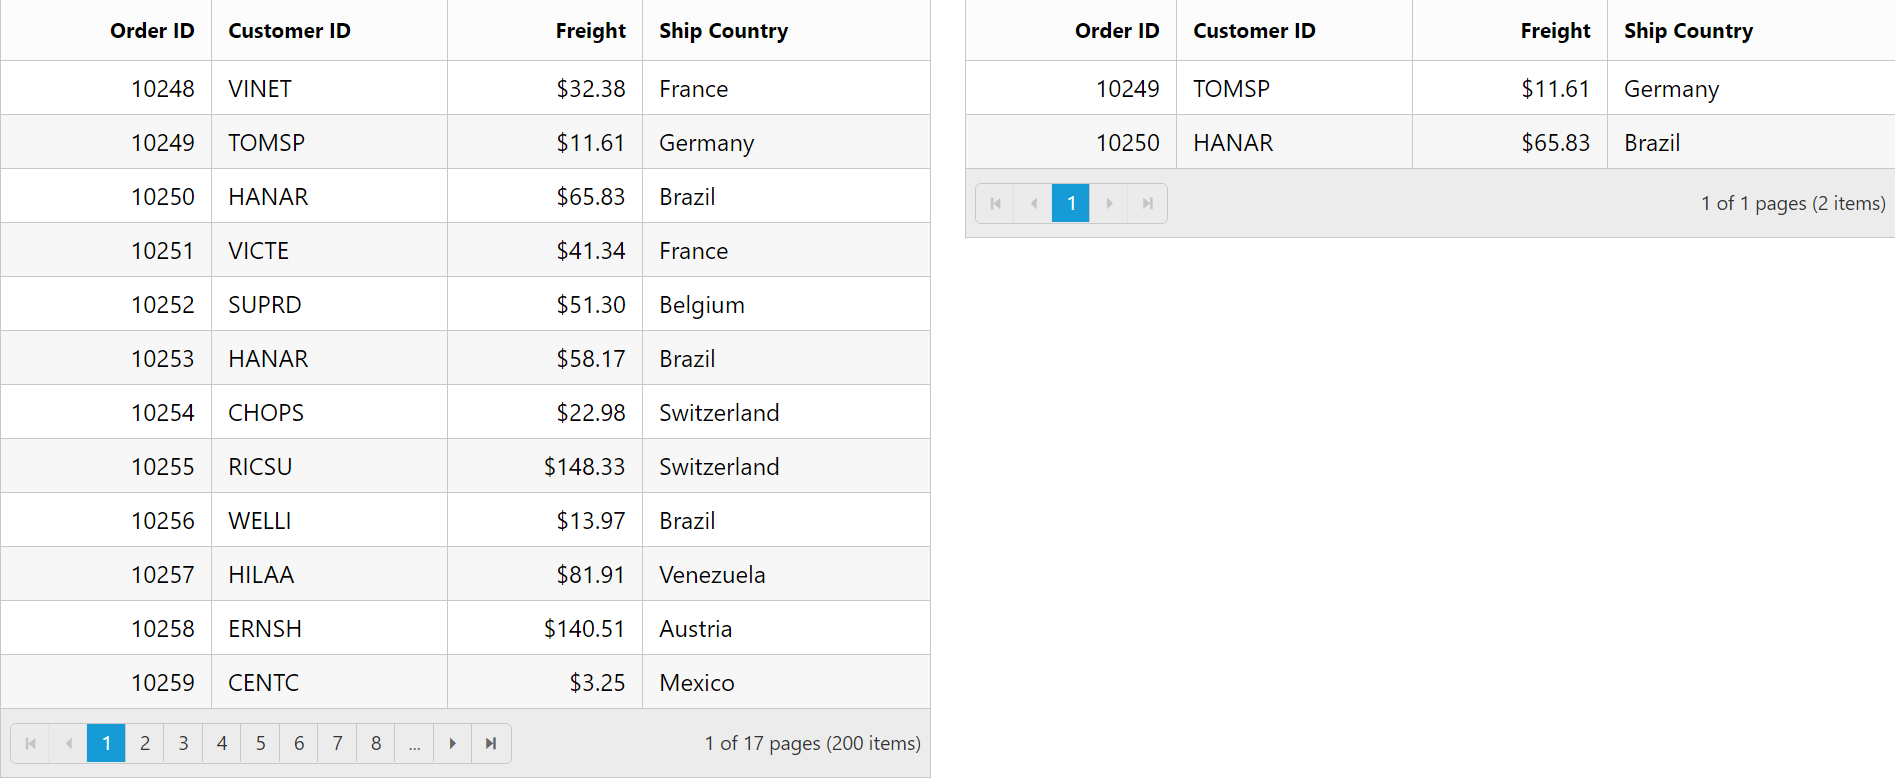 Order ID Customer ID Freight Ship Country
10248 VINET $32.38 France
10249 TOMSP $11.61 Germany
10250 HANAR $65.83 Brazil
10251 VICTE $41.34 France
10252 SUPRD $51.30 Belgium
10253 HANAR $58.17 Brazil
10254 CHOPS $22.98 Switzerland
10255 RICSU $148.33 Switzerland
10256 WELLI $13.97 Brazil
10257 HILAA $81.91 Venezuela
10258 ERNSH $140.51 Austria
10259 CENTC $3.25 Mexico
1 2 3 4 5 6 7 8 ... 1 of 17 pages (200 items)
Order ID Customer ID Freight Ship Country
10249 TOMSP $11.61 Germany
10250 HANAR $65.83 Brazil
1 1 of 1 pages (2 items)